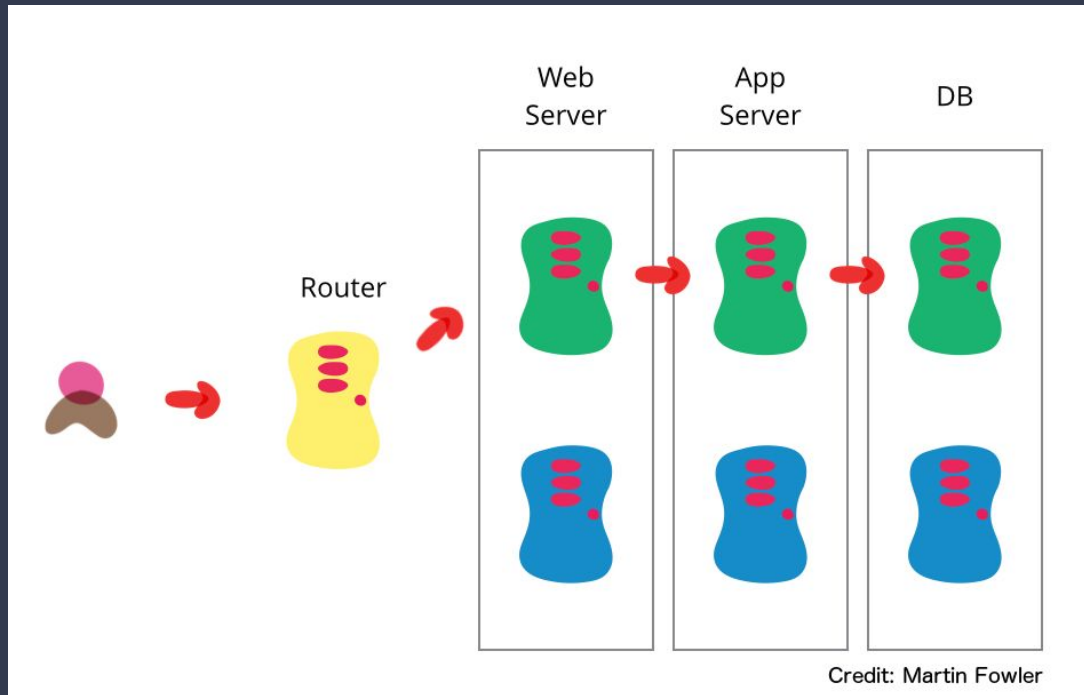 Web
Server
App
Server
DB
Router
Credit: Martin Fowler